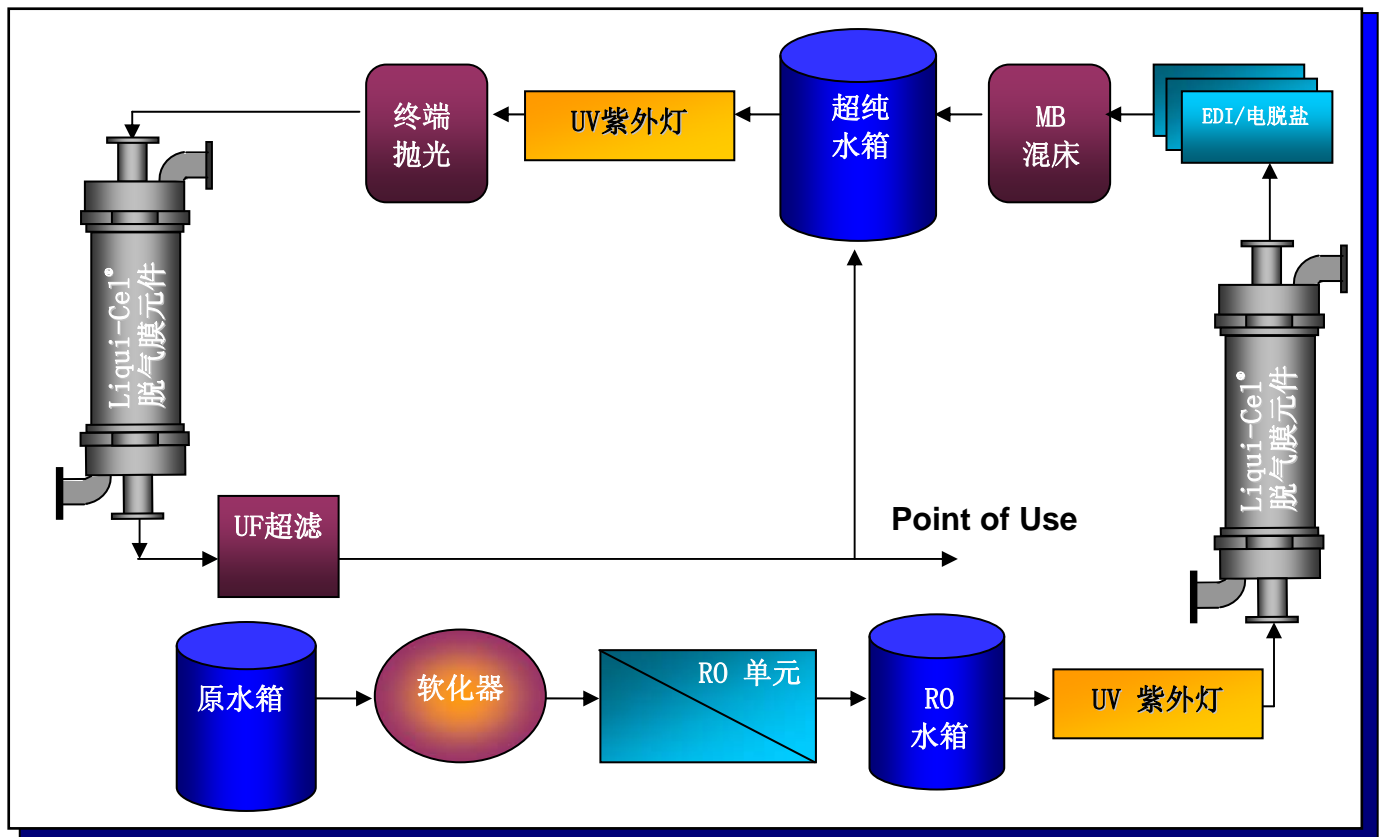 终端
抛光
UV紫外灯
超纯
水箱
MB
混床
EDI/电脱盐
Liqui-Cel®
脱气膜元件
Liqui-Cel®
脱气膜元件
UF超滤
Point of Use
原水箱
软化器
RO 单元
RO
水箱
UV 紫外灯